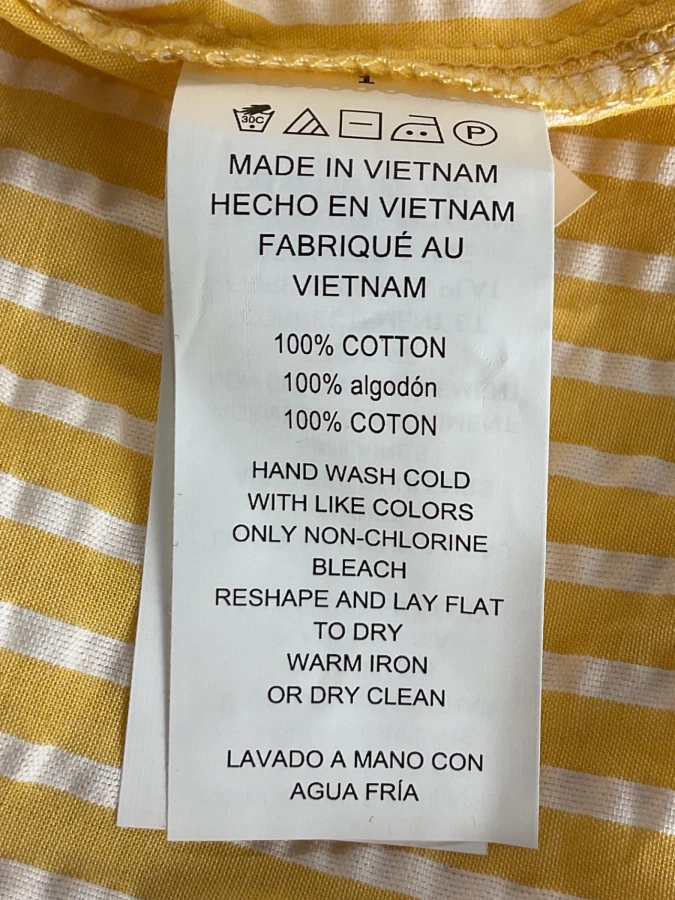 30C
P
MADE IN VIETNAM
HECHO EN VIETNAM
FABRIQUÉ AU
VIETNAM
100% COTTON
100% algodón
100% COTON
HAND WASH COLD
WITH LIKE COLORS
ONLY NON-CHLORINE
BLEACH
RESHAPE AND LAY FLAT
TO DRY
WARM IRON
OR DRY CLEAN
LAVADO A MANO CON
AGUA FRÍA